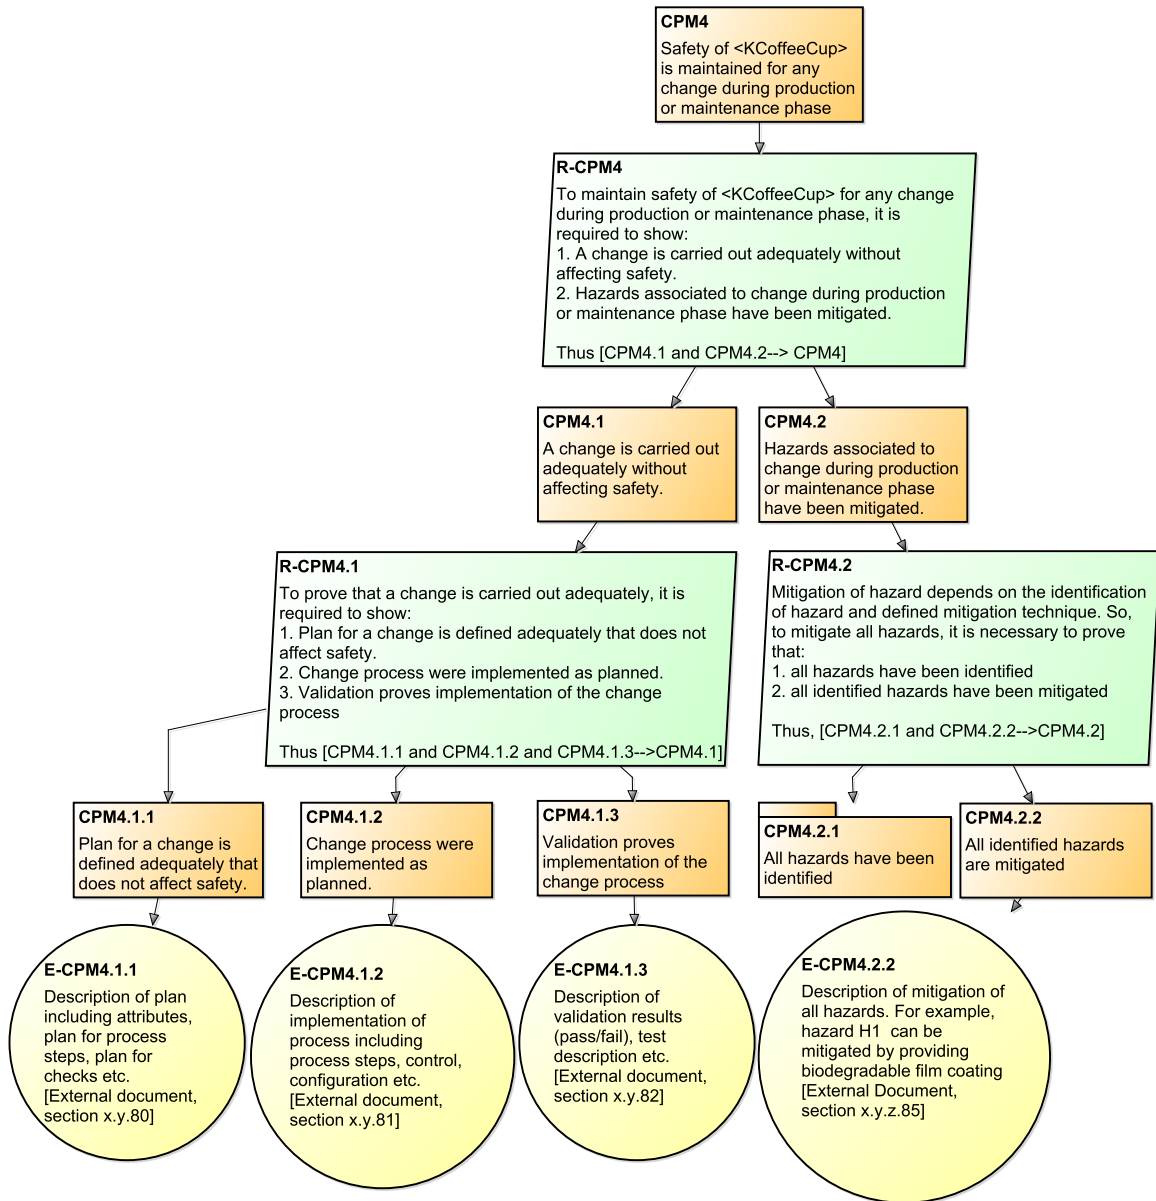 CPM4
Safety of <KCoffeeCup>
is maintained for any
change during production
or maintenance phase
R-CPM4
To maintain safety of <KCoffeeCup> for any change
during production or maintenance phase, it is
required to show:
1. A change is carried out adequately without
affecting safety.
2. Hazards associated to change during production
or maintenance phase have been mitigated.
Thus [CPM4.1 and CPM4.2--> CPM4]
CPM4.1
A change is carried out
adequately without
affecting safety.
CPM4.2
Hazards associated to
change during production
or maintenance phase
have been mitigated.
R-CPM4.1
To prove that a change is carried out adequately, it is
required to show:
1. Plan for a change is defined adequately that does not
affect safety.
2. Change process were implemented as planned.
3. Validation proves implementation of the change
process
Thus [CPM4.1.1 and CPM4.1.2 and CPM4.1.3-->CPM4.1]
R-CPM4.2
Mitigation of hazard depends on the identification
of hazard and defined mitigation technique. So,
to mitigate all hazards, it is necessary to prove
that:
1. all hazards have been identified
2. all identified hazards have been mitigated
Thus, [CPM4.2.1 and CPM4.2.2-->CPM4.2]
CPM4.1.1
Plan for a change is
defined adequately that
does not affect safety.
CPM4.1.2
Change process were
implemented as
planned.
CPM4.1.3
Validation proves
implementation of the
change process
CPM4.2.1
All hazards have been
identified
CPM4.2.2
All identified hazards
are mitigated
E-CPM4.1.1
Description of plan
including attributes,
plan for process
steps, plan for
checks etc.
[External document,
section x.y.80]
E-CPM4.1.2
Description of
implementation of
process including
process steps, control,
configuration etc.
[External document,
section x.y.81]
E-CPM4.1.3
Description of
validation results
(pass/fail), test
description etc.
[External document,
section x.y.82]
E-CPM4.2.2
Description of mitigation of
all hazards. For example,
hazard H1  can be
mitigated by providing
biodegradable film coating
[External Document,
section x.y.z.85]